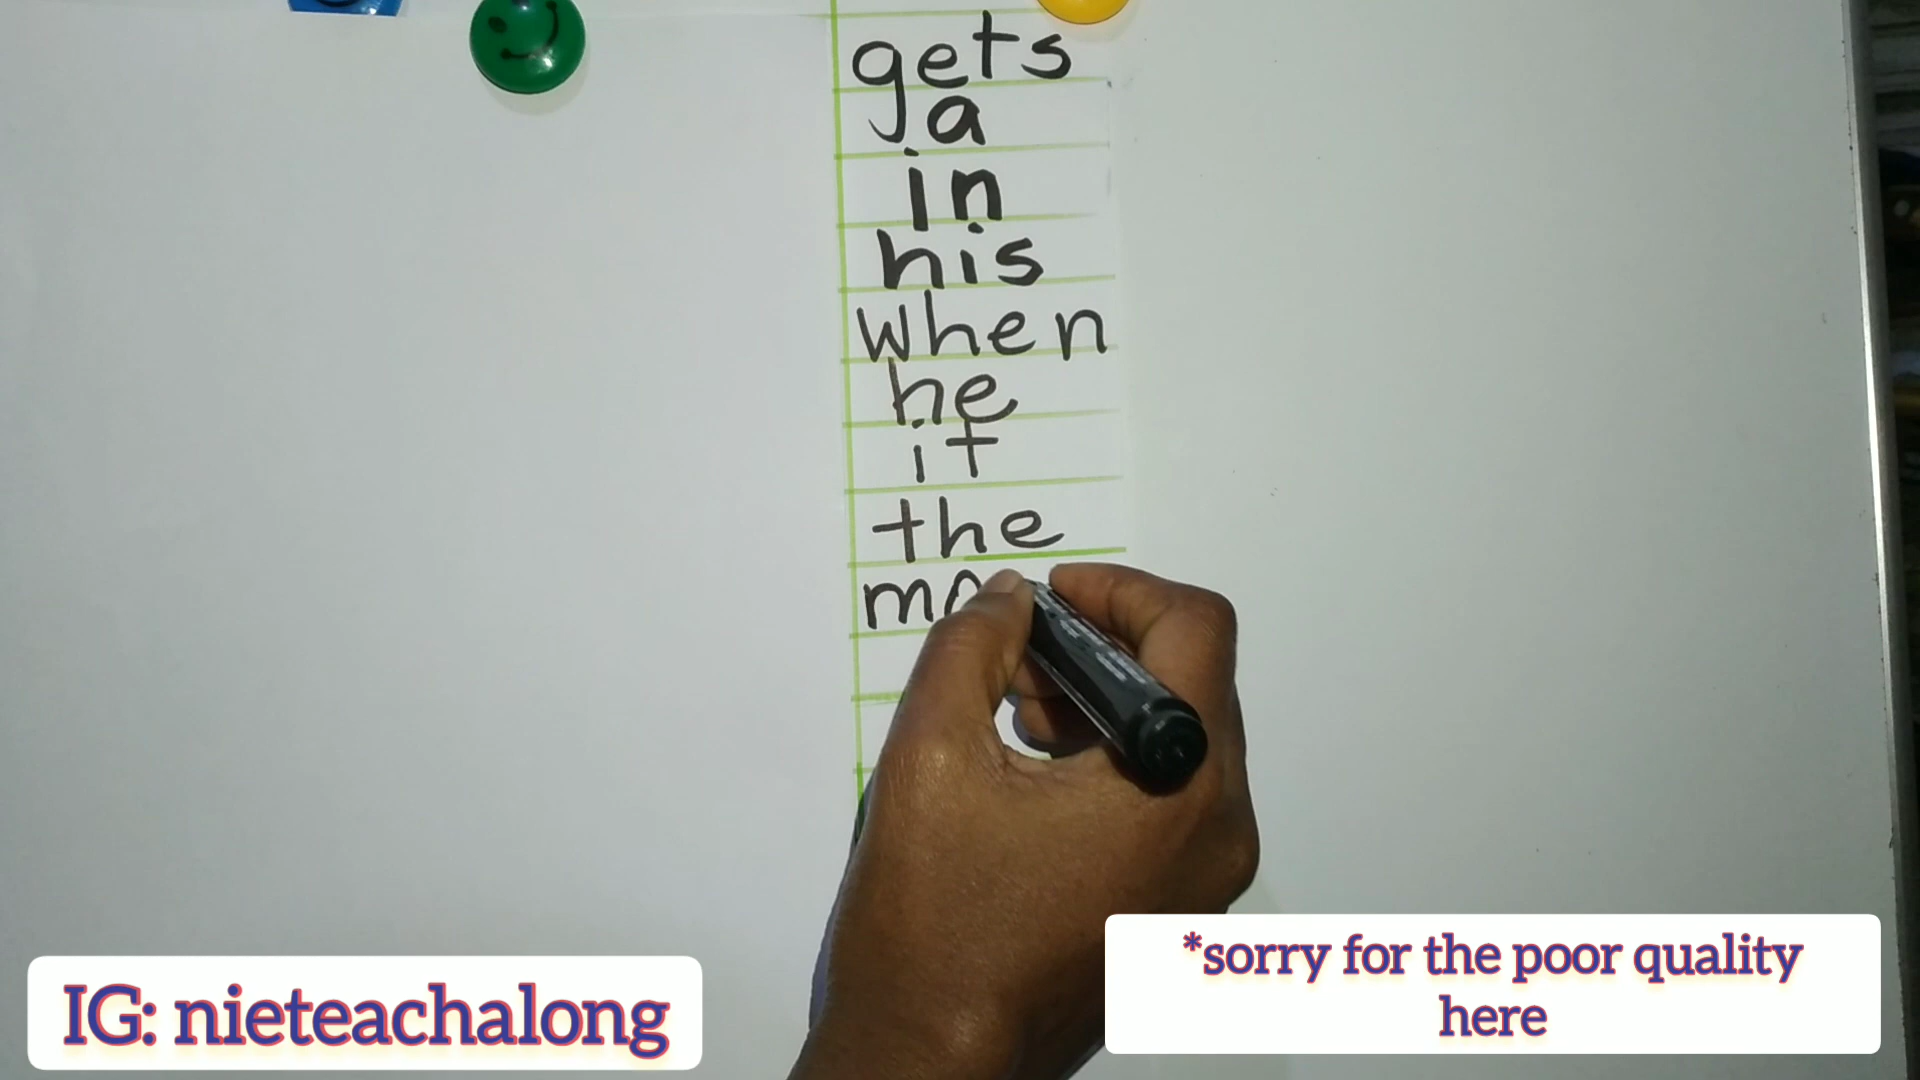 gets
a
in
his
when
he
it
the
IG: nieteachalong
*sorry for the poor quality
here